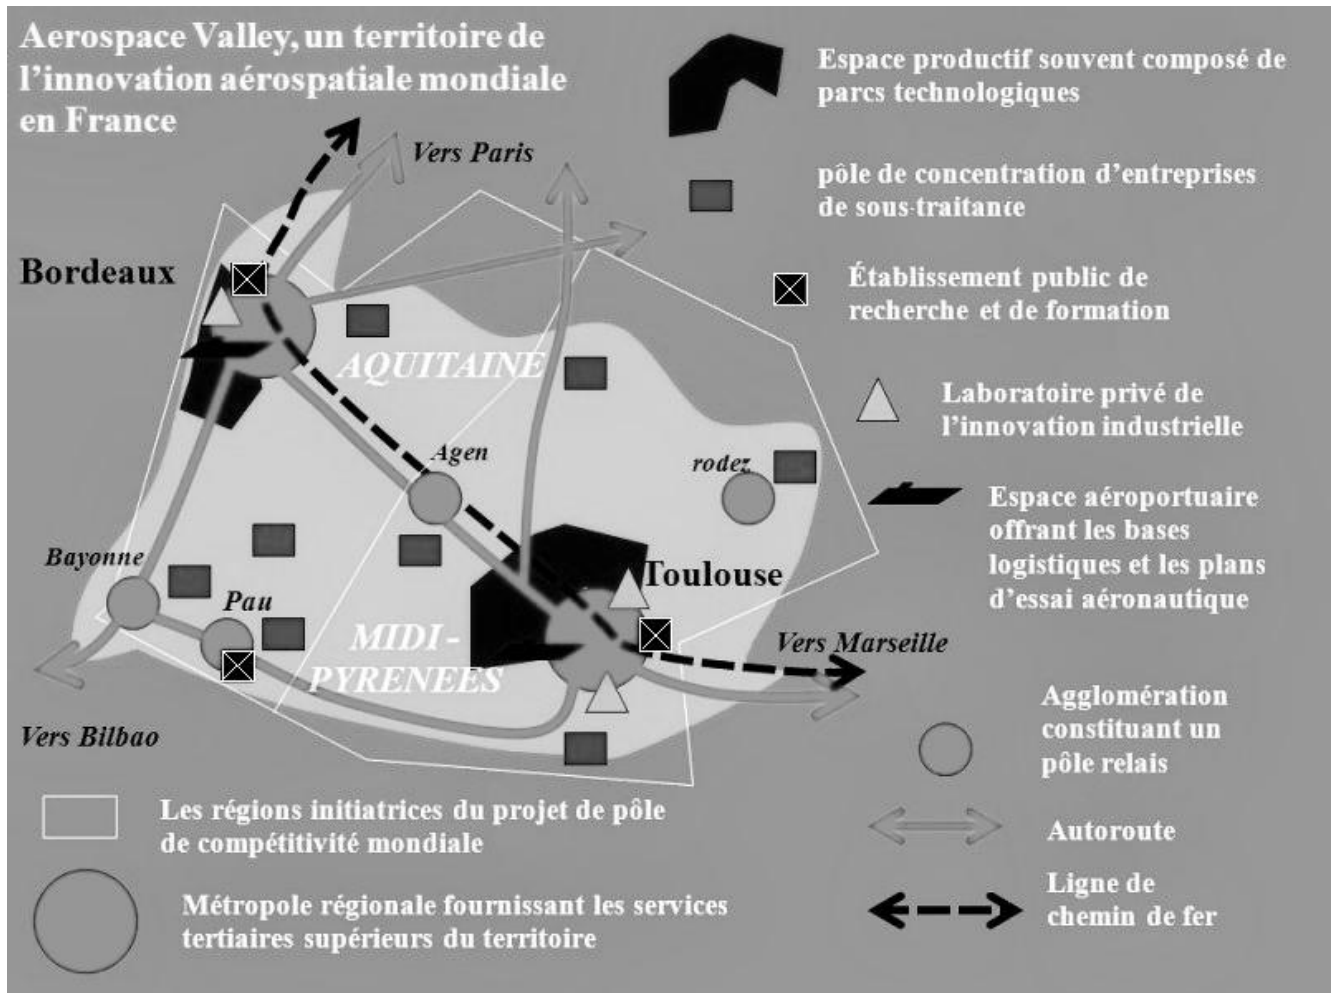 Aerospace Valley, un territoire de
l'innovation aérospatiale mondiale
en France
Espace productif souvent composé de
parcs technologiques
Vers Paris
pôle de concentration d'entreprises
de sous-traitante
Bordeaux
Établissement public de
recherche et de formation
AQUITAINE
Laboratoire privé de
l'innovation industrielle
Agen
rodez
Espace aéroportuaire
offrant les bases
logistiques et les plans
d'essai aéronautique
Bayonne
Toulouse
Pau
MIDI -
PYRENEES
Vers Marseille
Vers Bilbao
Agglomération
constituant un
pôle relais
Les régions initiatrices du projet de pôle
de compétitivité mondiale
Autoroute
Métropole régionale fournissant les services
tertiaires supérieurs du territoire
Ligne de
chemin de fer